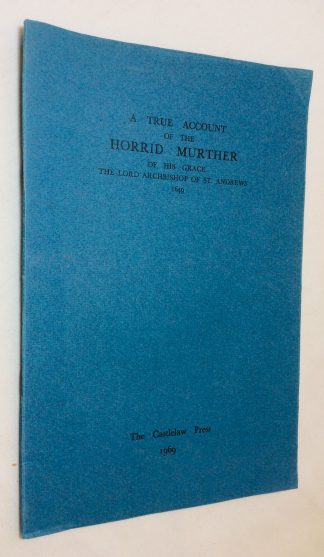 A TRUE ACCOUNT
OF THE
HORRID MURTHER
OF HIS GRACE
THE LORD ARCHBISHOP OF ST. ANDREWS
1649
The Castlelaw Press
1969